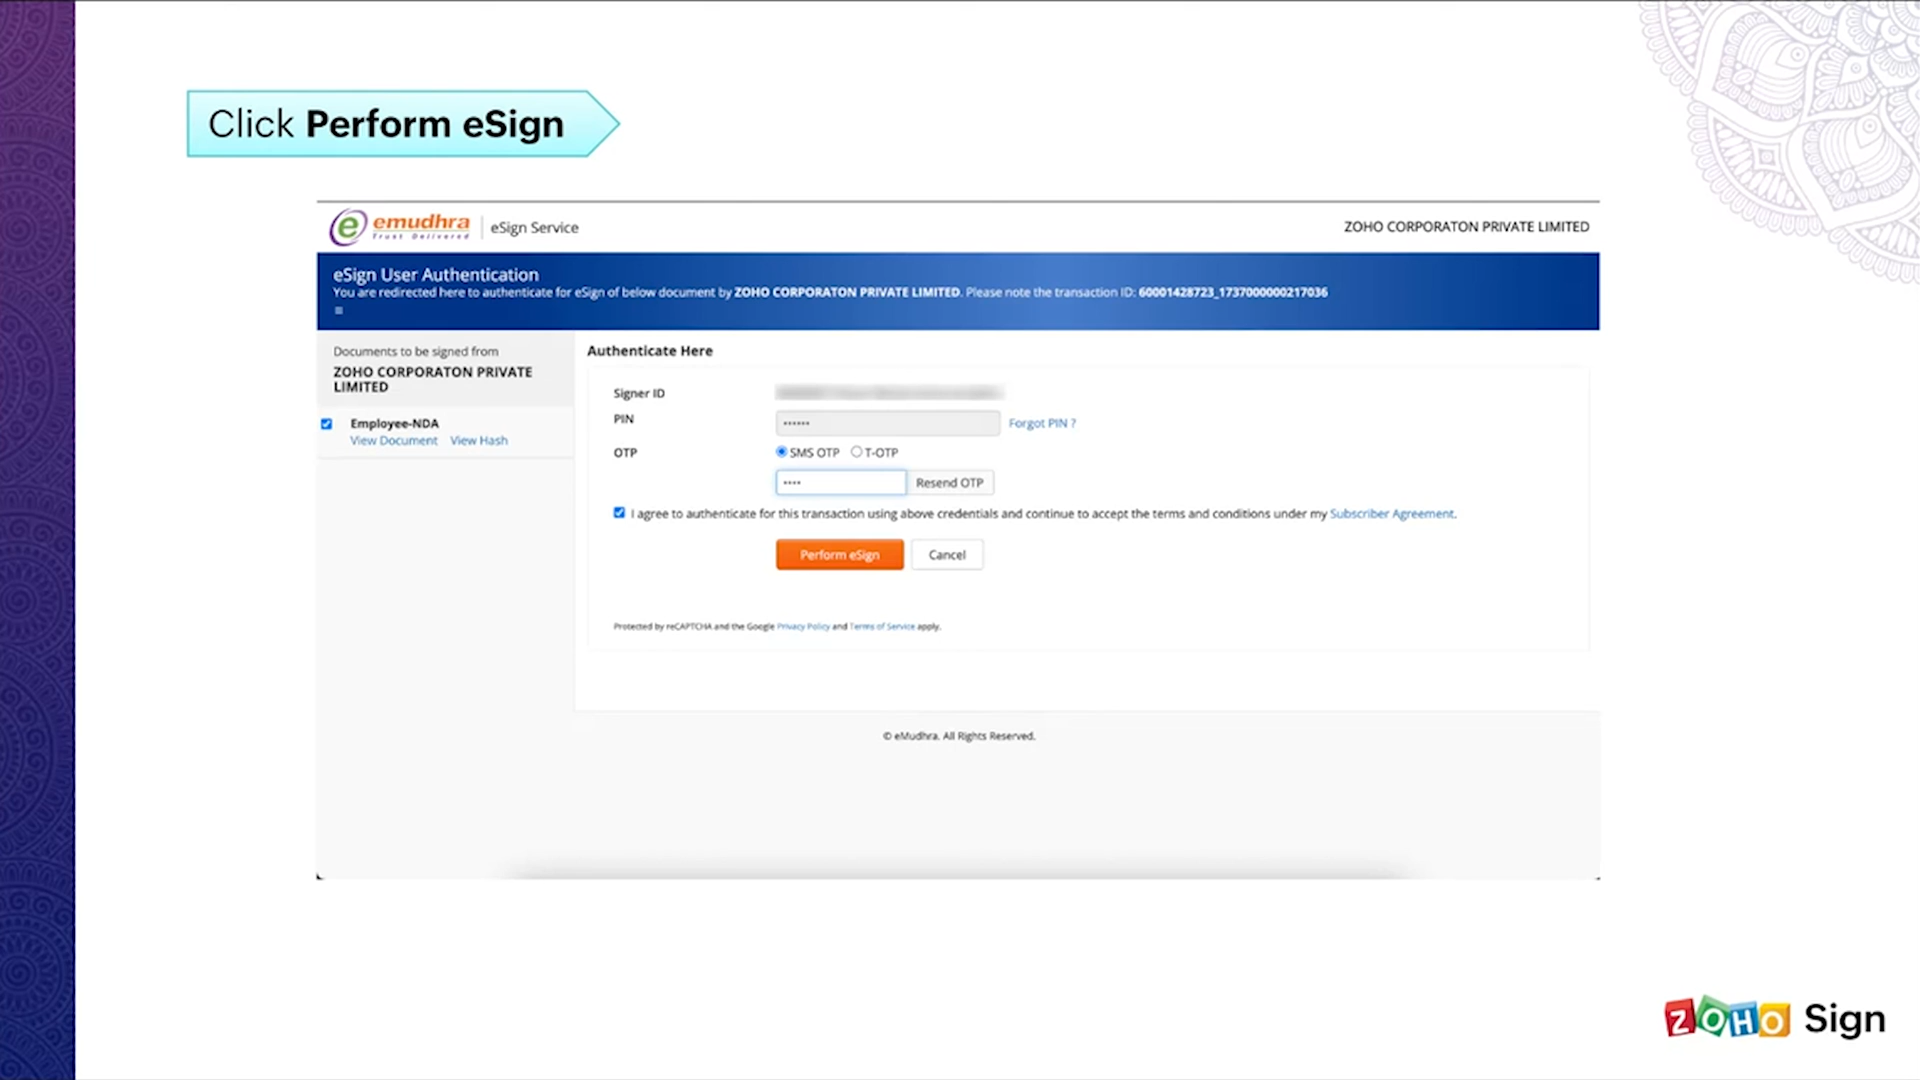 Click Perform eSign
emudhra
Trust Delivered
eSign Service
ZOHO CORPORATON PRIVATE LIMITED
eSign User Authentication
You are redirected here to authenticate for eSign of below document by ZOHO CORPORATON PRIVATE LIMITED. Please note the transaction ID: 60001428723_1737000000217036
Documents to be signed from
ZOHO CORPORATON PRIVATE
LIMITED
Employee-NDA
View Document View Hash
Authenticate Here
Signer ID
PIN
•••••• Forgot PIN ?
OTP
SMS OTP T-OTP
•••• Resend OTP
I agree to authenticate for this transaction using above credentials and continue to accept the terms and conditions under my Subscriber Agreement.
Perform eSign Cancel
Protected by reCAPTCHA and the Google Privacy Policy and Terms of Service apply.
© eMudhra. All Rights Reserved.
ZOHO Sign